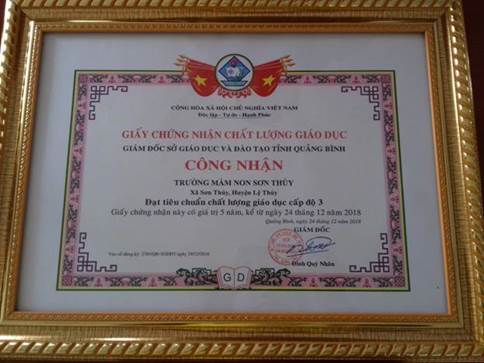 CỘNG HÒA XÃ HỘI CHỦ NGHĨA VIỆT NAM
Độc lập - Tự do - Hạnh Phúc
GIẤY CHỨNG NHẬN CHẤT LƯỢNG GIÁO DỤC
GIÁM ĐỐC SỞ GIÁO DỤC VÀ ĐÀO TẠO TỈNH QUẢNG BÌNH
CÔNG NHẬN
TRƯỜNG MẦM NON SƠN THỦY
Xã Sơn Thủy, Huyện Lệ Thủy
Đạt tiêu chuẩn chất lượng giáo dục cấp độ 3
Giấy chứng nhận này có giá trị 5 năm, kể từ ngày 24 tháng 12 năm 2018
Quảng Bình, ngày 24 tháng 12 năm 2018
GIÁM ĐỐC
Đinh Quý Nhân
G D